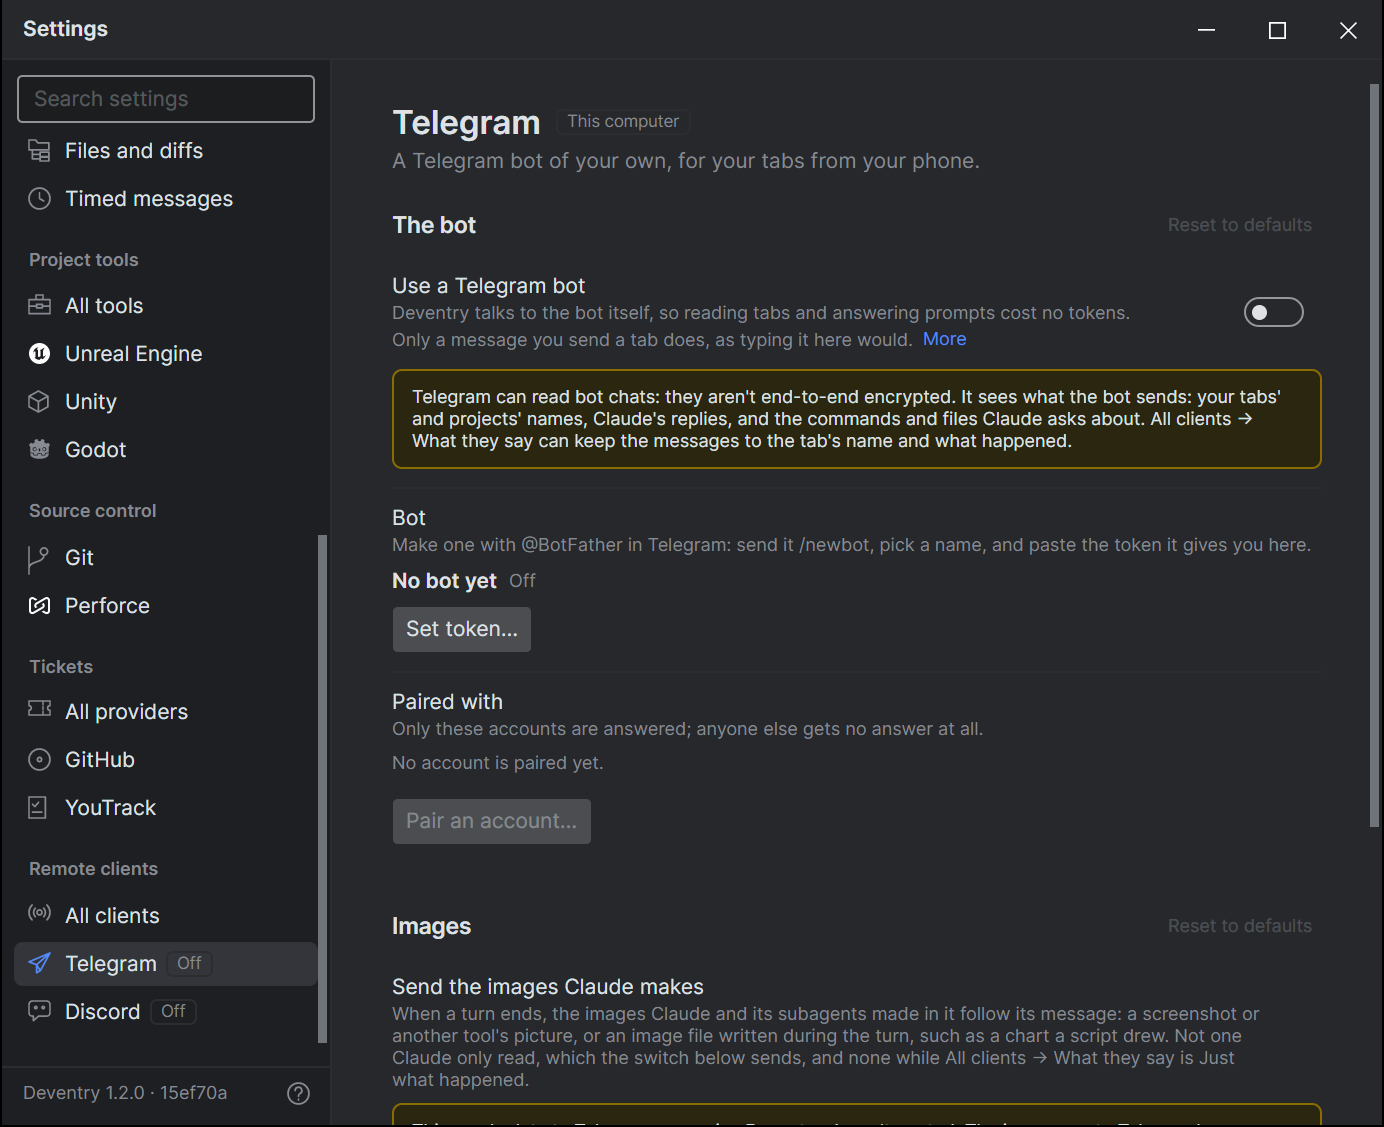 Settings
Search settings
Files and diffs
Timed messages
Project tools
All tools
Unreal Engine
Unity
Godot
Source control
Git
Perforce
Tickets
All providers
GitHub
YouTrack
Remote clients
All clients
Telegram Off
Discord Off
Deventry 1.2.0 · 15ef70a
Telegram This computer
A Telegram bot of your own, for your tabs from your phone.
The bot Reset to defaults
Use a Telegram bot
Deventry talks to the bot itself, so reading tabs and answering prompts cost no tokens.
Only a message you send a tab does, as typing it here would. More
Telegram can read bot chats: they aren't end-to-end encrypted. It sees what the bot sends: your tabs'
and projects' names, Claude's replies, and the commands and files Claude asks about. All clients →
What they say can keep the messages to the tab's name and what happened.
Bot
Make one with @BotFather in Telegram: send it /newbot, pick a name, and paste the token it gives you here.
No bot yet Off
Set token...
Paired with
Only these accounts are answered; anyone else gets no answer at all.
No account is paired yet.
Pair an account...
Images Reset to defaults
Send the images Claude makes
When a turn ends, the images Claude and its subagents made in it follow its message: a screenshot or
another tool's picture, or an image file written during the turn, such as a chart a script drew. Not one
Claude only read, which the switch below sends, and none while All clients → What they say is Just
what happened.